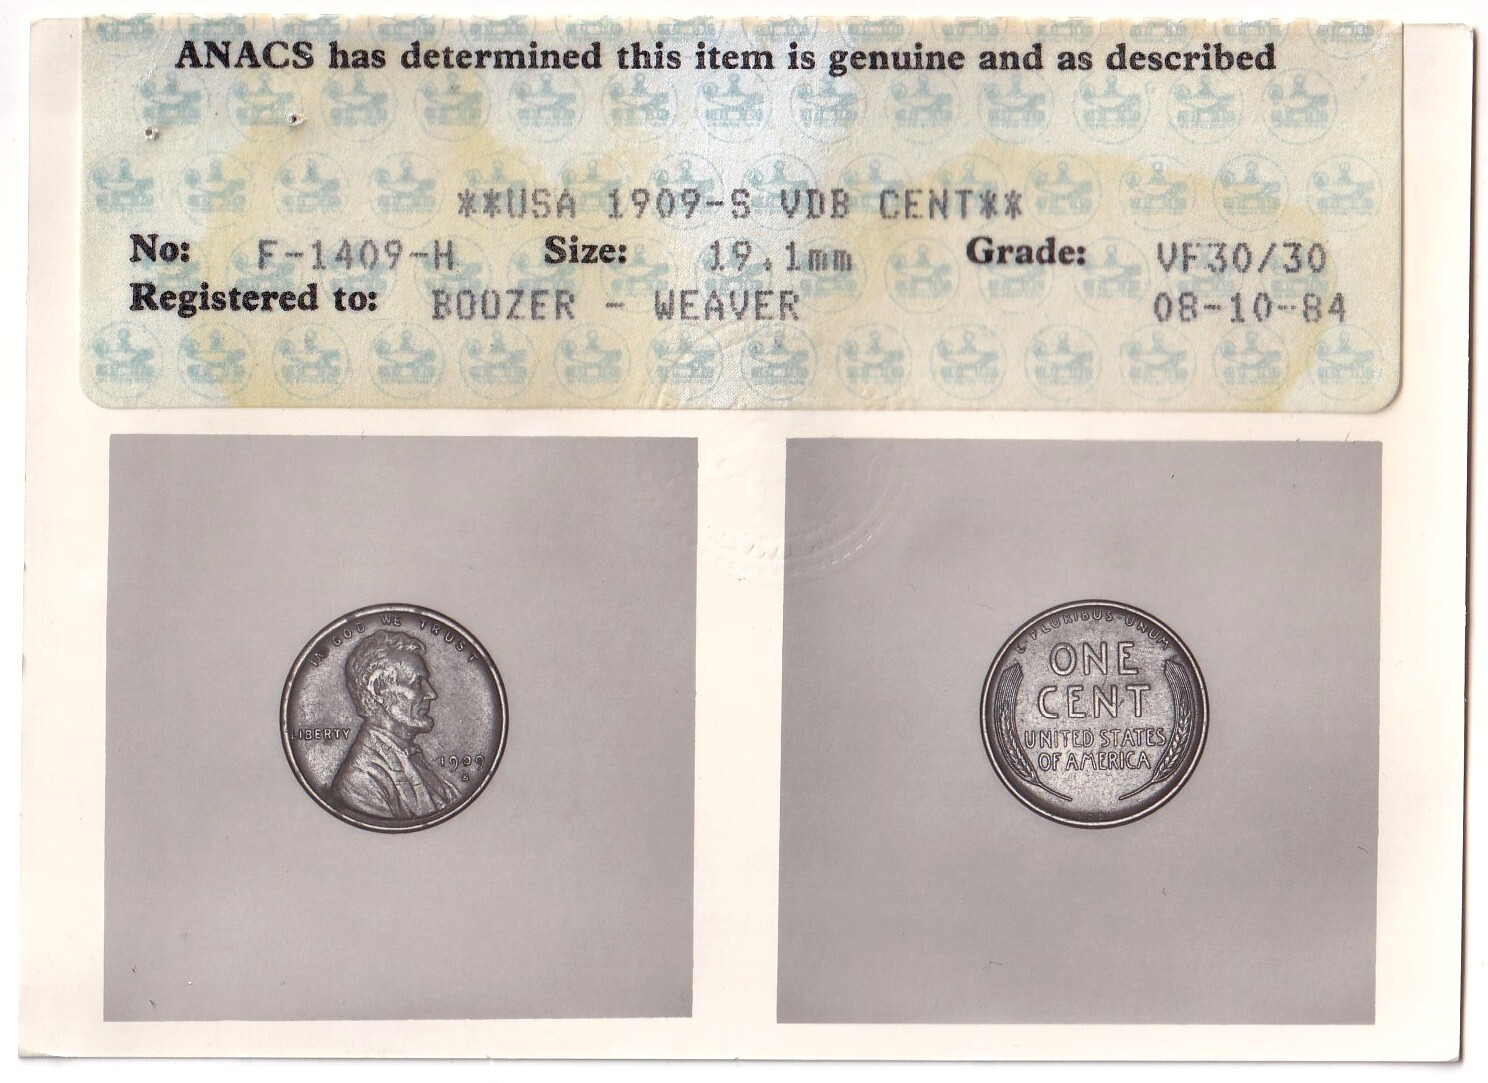 ANACS has determined this item is genuine and as described
**USA 1909-S VDB CENT**
No: F-1409-H Size: 19.1mm Grade: VF30/30
Registered to: BOOZER - WEAVER 08-10-84
IN GOD WE TRUST
LIBERTY
1909
S
E·PLURIBUS·UNUM
ONE
CENT
UNITED STATES
OF AMERICA